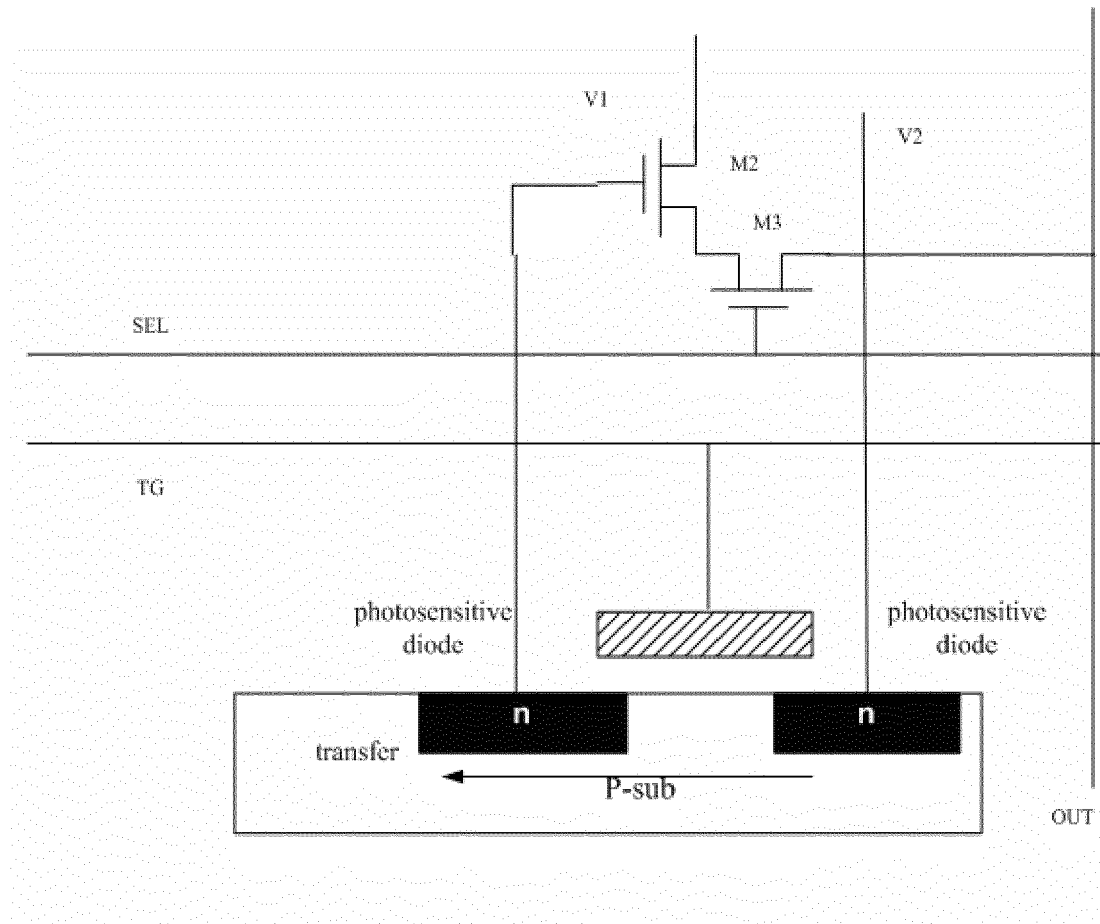 V1
V2
M2
M3
SEL
TG
photosensitive
diode
photosensitive
diode
n
n
transfer
P-sub
OUT